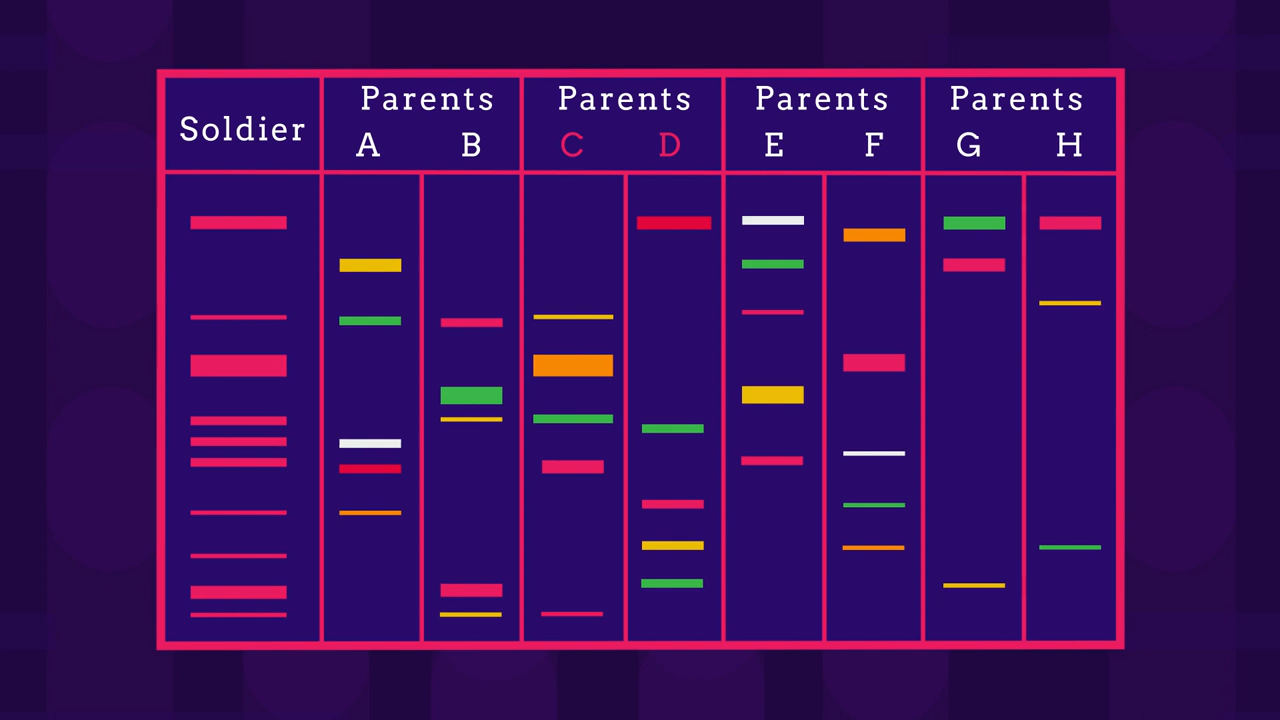 Soldier
Parents
A B
Parents
C D
Parents
E F
Parents
G H